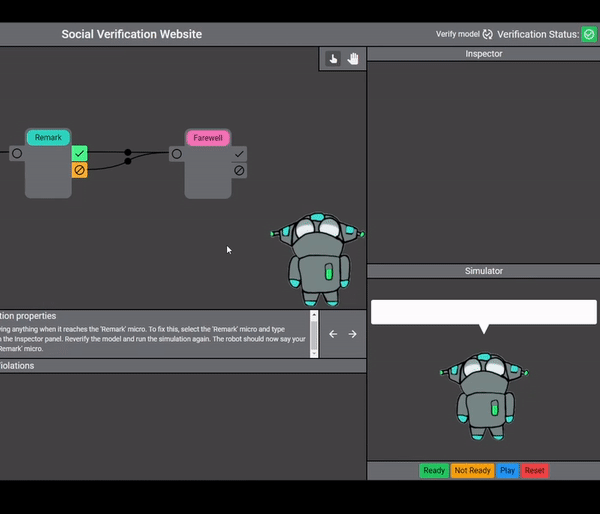 Social Verification Website
Verify model
Verification Status:
Inspector
Remark
Farewell
Simulator
tion properties
ving anything when it reaches the 'Remark' micro. To fix this, select the 'Remark' micro and type
the Inspector panel. Reverify the model and run the simulation again. The robot should now say your
Remark' micro.
iolations
Ready
Not Ready
Play
Reset